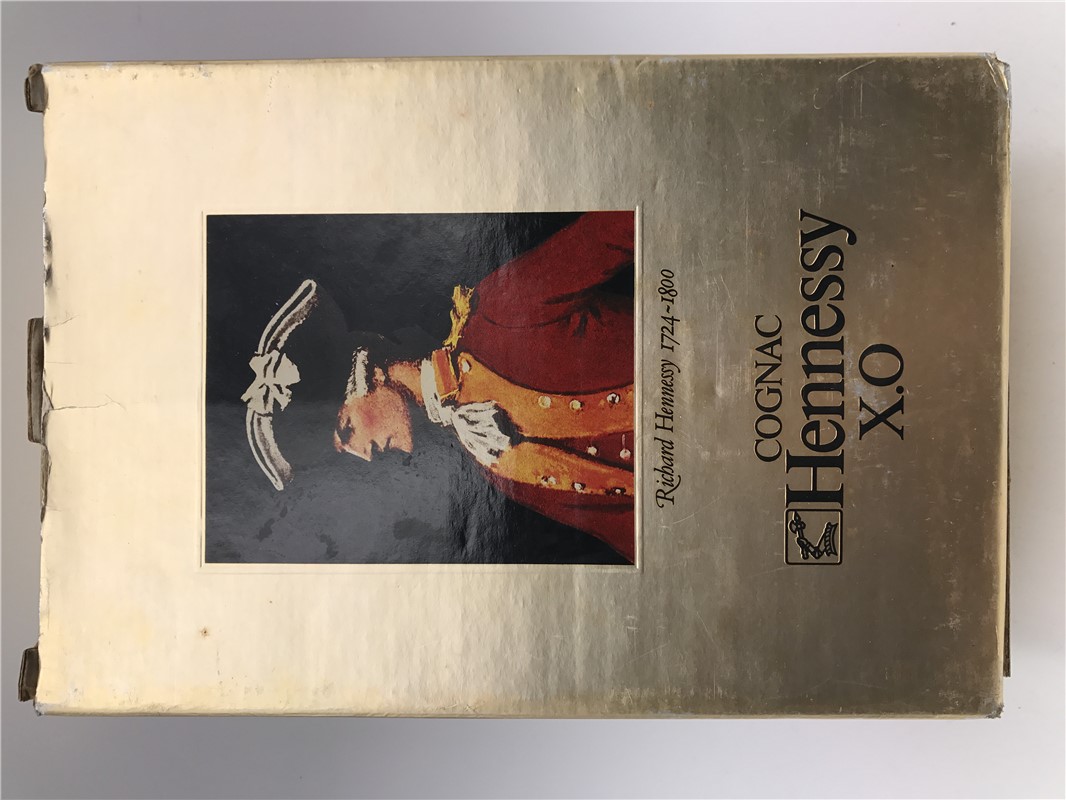 Richard Hennessy 1724~1800
COGNAC
Hennessy
X.O